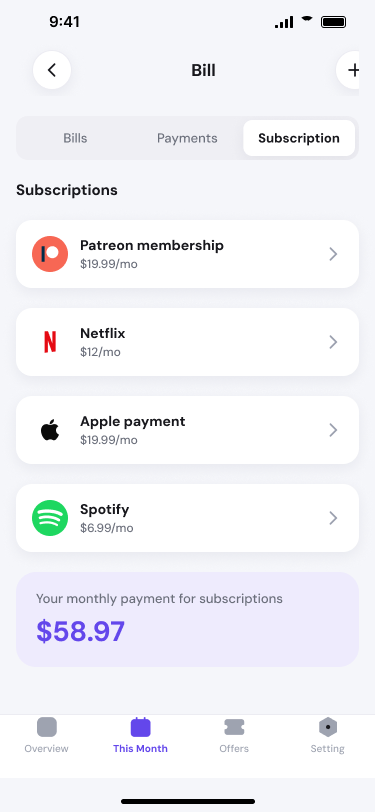 9:41
Bill
Bills
Payments
Subscription
Subscriptions
Patreon membership
$19.99/mo
Netflix
$12/mo
Apple payment
$19.99/mo
Spotify
$6.99/mo
Your monthly payment for subscriptions
$58.97
Overview
This Month
Offers
Setting